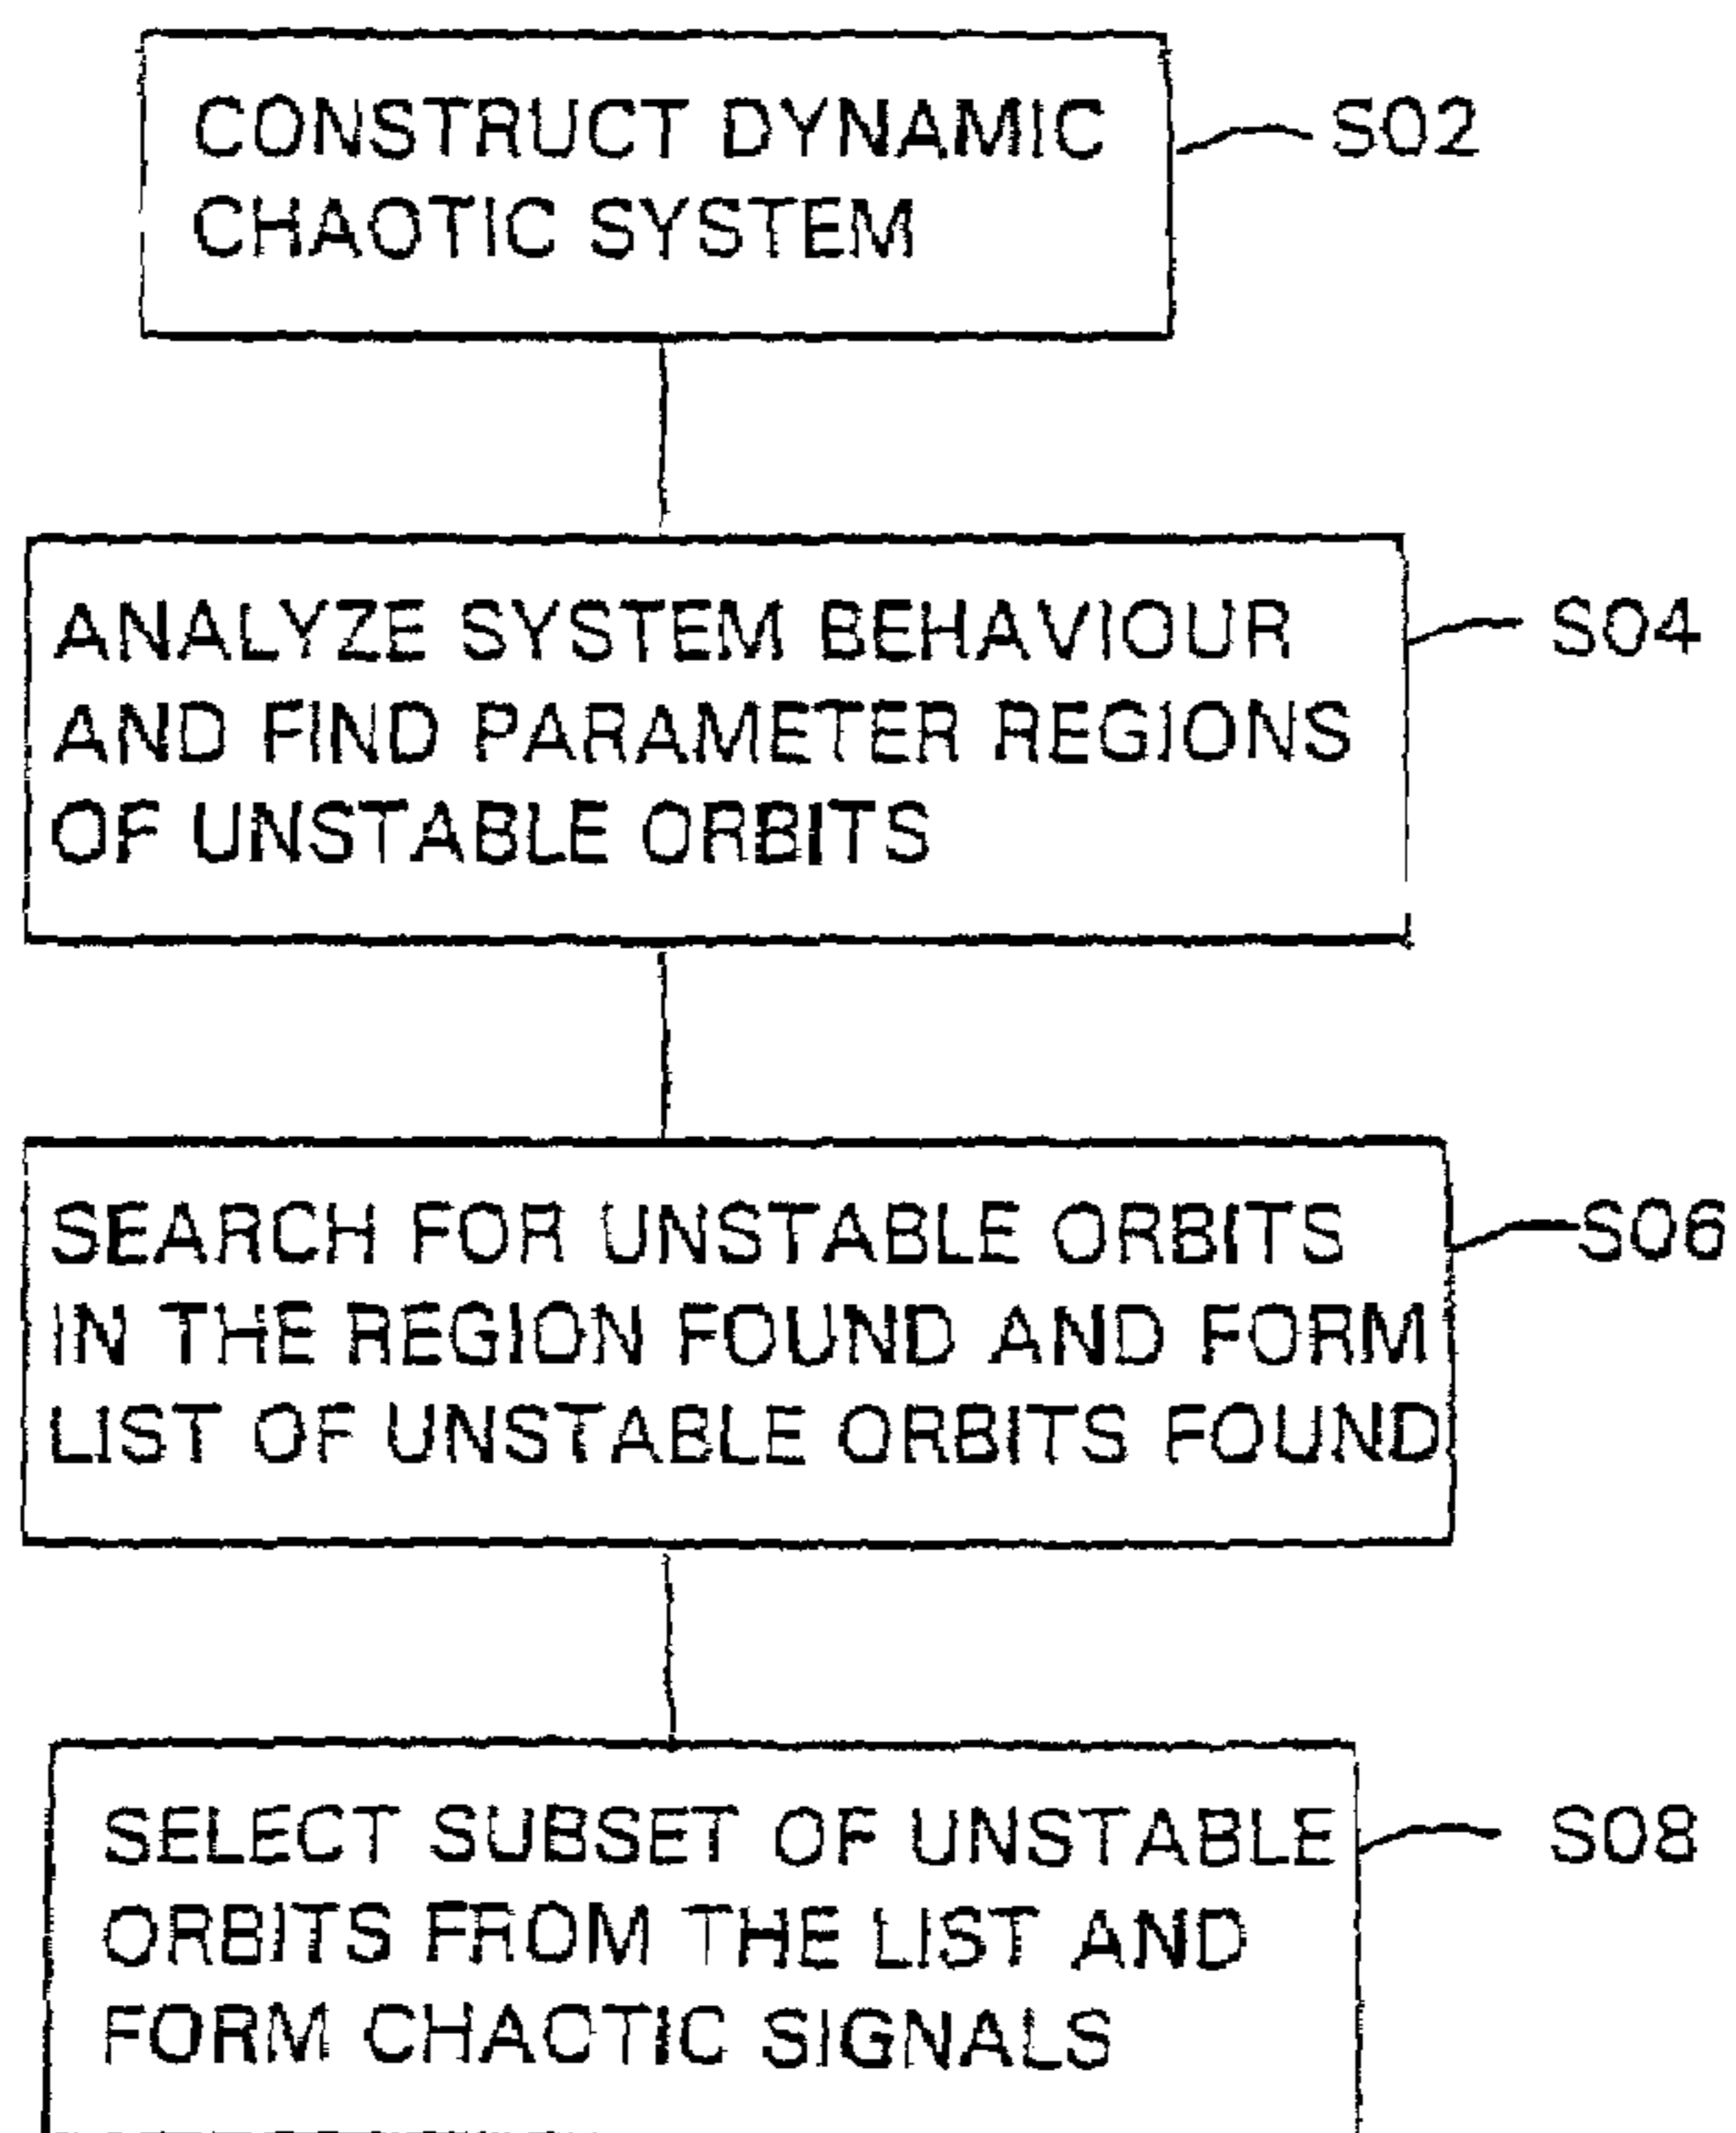 CONSTRUCT DYNAMIC
CHAOTIC SYSTEM
S02
ANALYZE SYSTEM BEHAVIOUR
AND FIND PARAMETER REGIONS
OF UNSTABLE ORBITS
S04
SEARCH FOR UNSTABLE ORBITS
IN THE REGION FOUND AND FORM
LIST OF UNSTABLE ORBITS FOUND
S06
SELECT SUBSET OF UNSTABLE
ORBITS FROM THE LIST AND
FORM CHAOTIC SIGNALS
S08